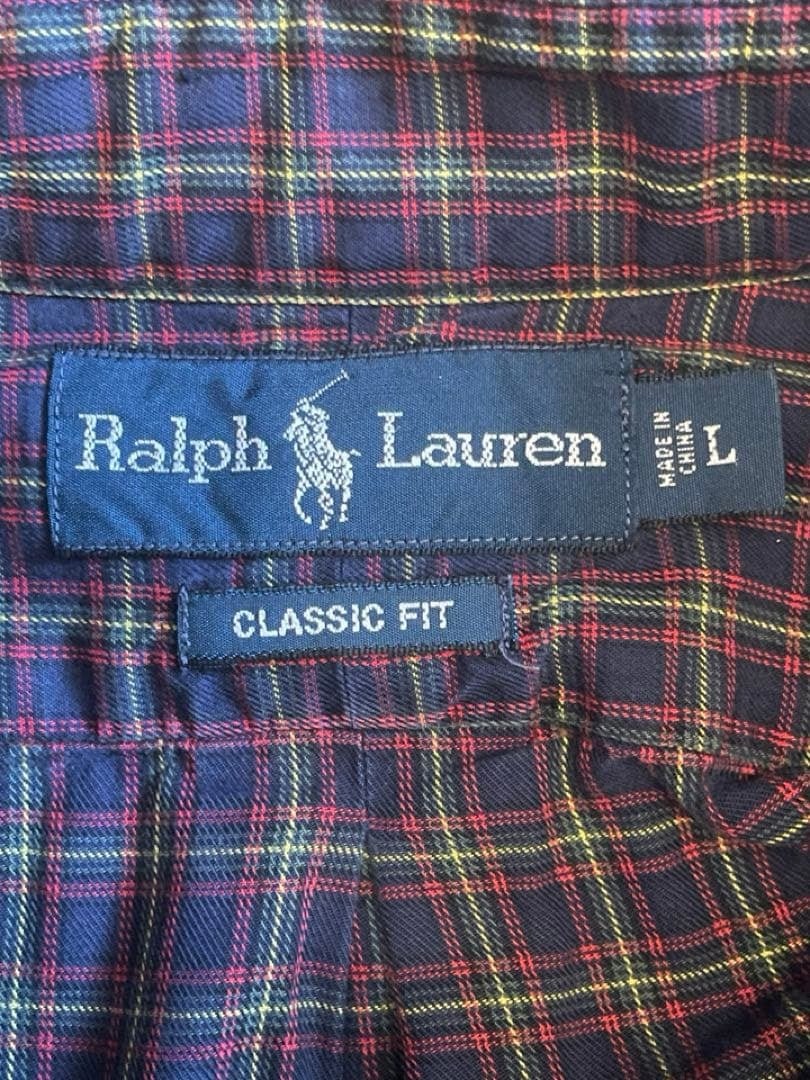 Ralph Lauren
MADE IN
CHINA
L
CLASSIC FIT